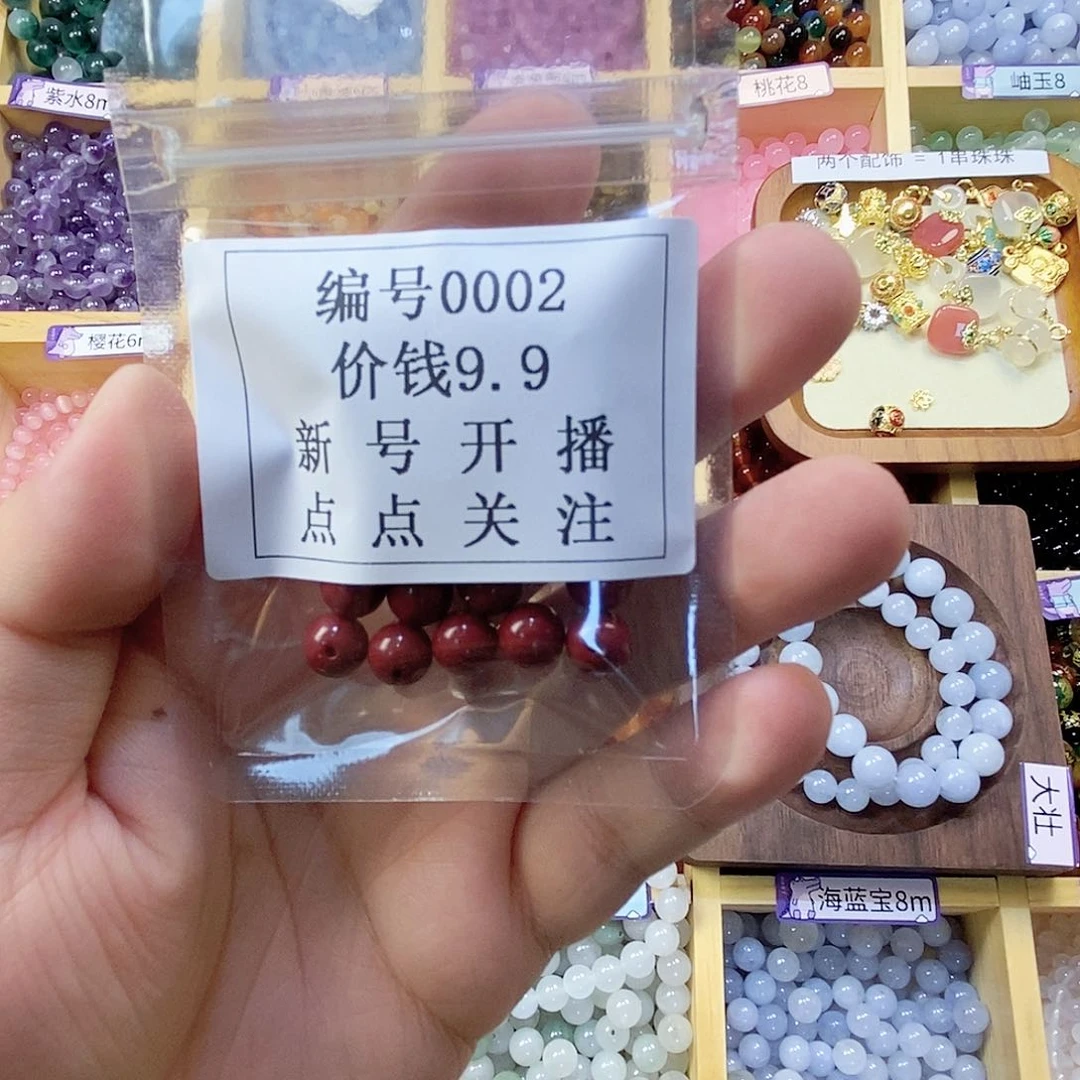 紫水8m
桃花8
岫玉8
两个配饰 = 1串珠珠
樱花6m
编号0002
价钱9.9
新号开播
点点关注
大壮
海蓝宝8m